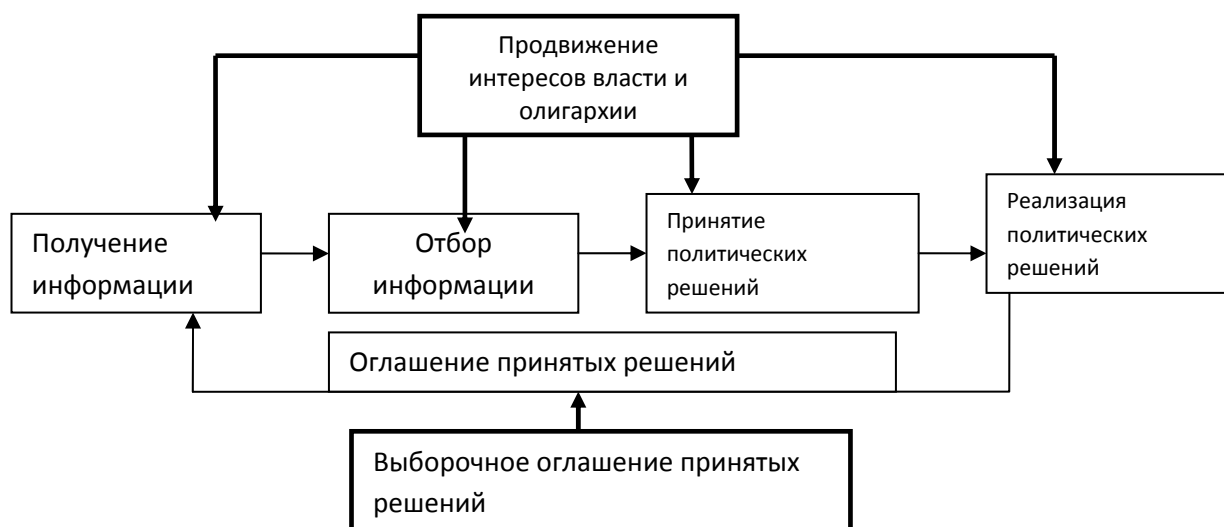 Продвижение
интересов власти и
олигархии
Получение
информации
Отбор
информации
Принятие
политических
решений
Реализация
политических
решений
Оглашение принятых решений
Выборочное оглашение принятых
решений